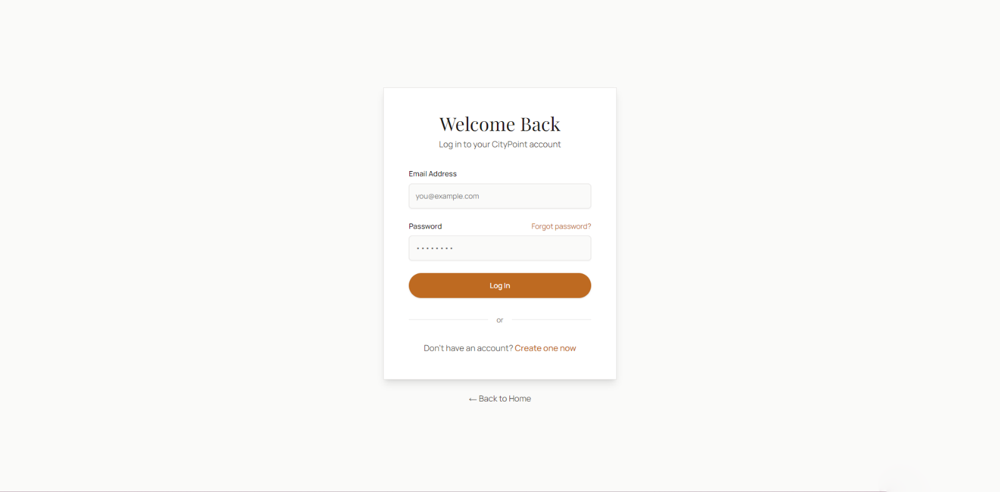 Welcome Back
Log in to your CityPoint account
Email Address
you@example.com
Password Forgot password?
••••••••
Log In
or
Don't have an account? Create one now
← Back to Home